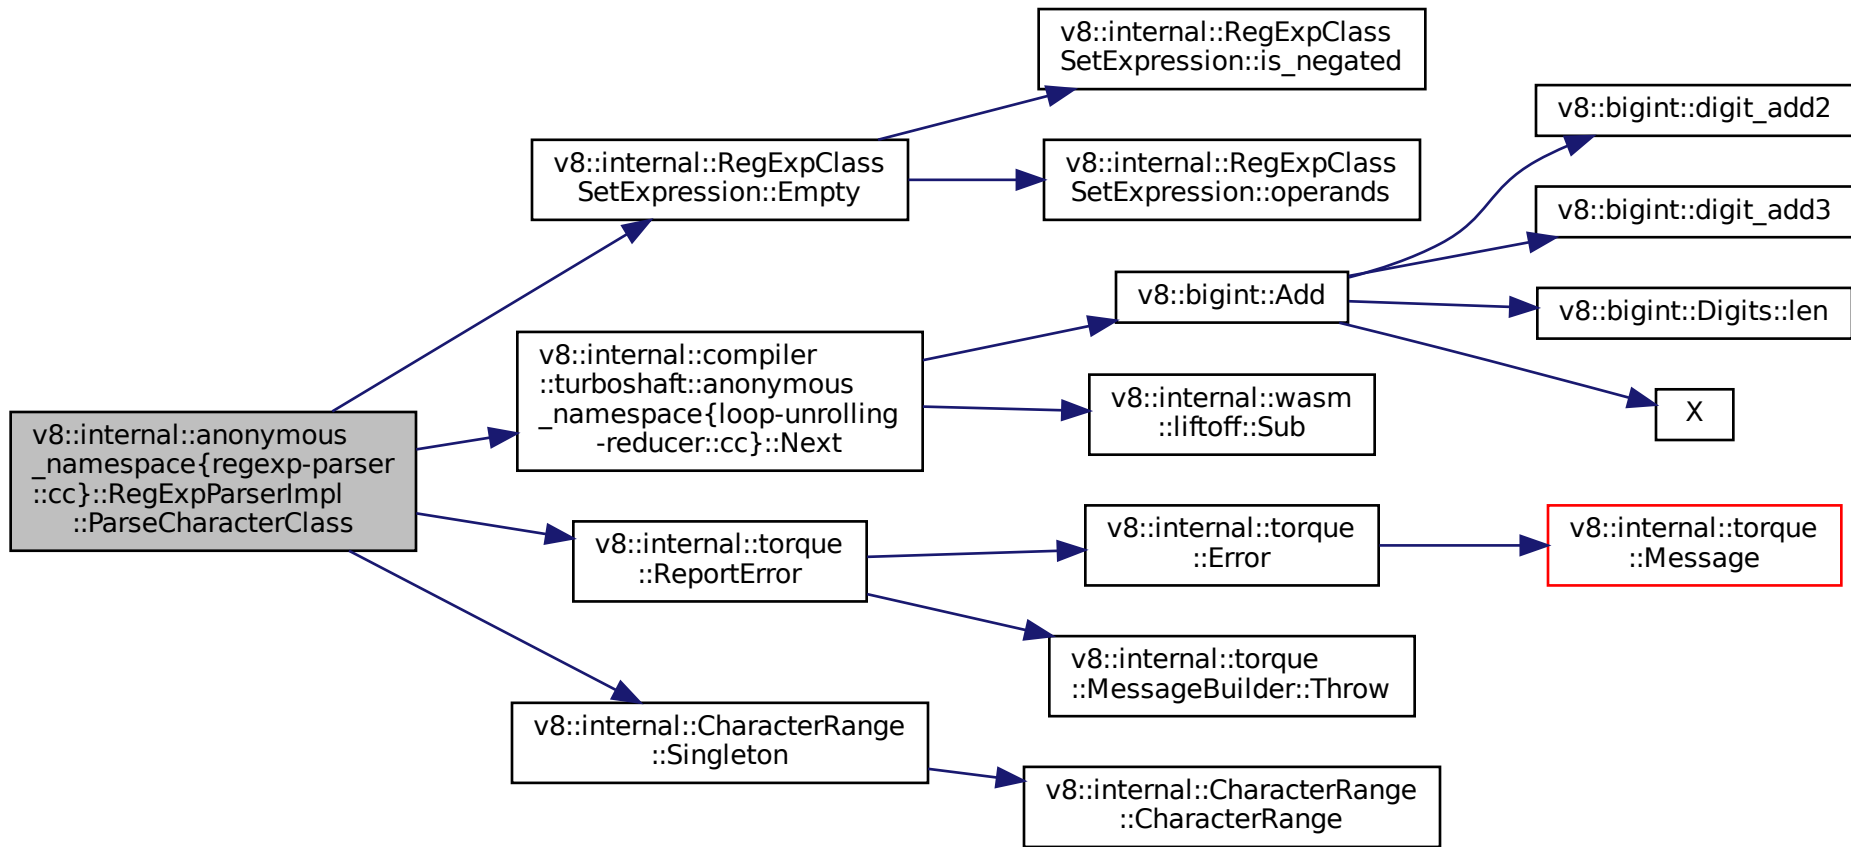 v8::internal::RegExpClass
SetExpression::is_negated
v8::bigint::digit_add2
v8::internal::RegExpClass
SetExpression::Empty
v8::internal::RegExpClass
SetExpression::operands
v8::bigint::digit_add3
v8::bigint::Add
v8::bigint::Digits::len
v8::internal::compiler
::turboshaft::anonymous
_namespace{loop-unrolling
-reducer::cc}::Next
v8::internal::wasm
::liftoff::Sub
X
v8::internal::anonymous
_namespace{regexp-parser
::cc}::RegExpParserImpl
::ParseCharacterClass
v8::internal::torque
::ReportError
v8::internal::torque
::Error
v8::internal::torque
::Message
v8::internal::torque
::MessageBuilder::Throw
v8::internal::CharacterRange
::Singleton
v8::internal::CharacterRange
::CharacterRange